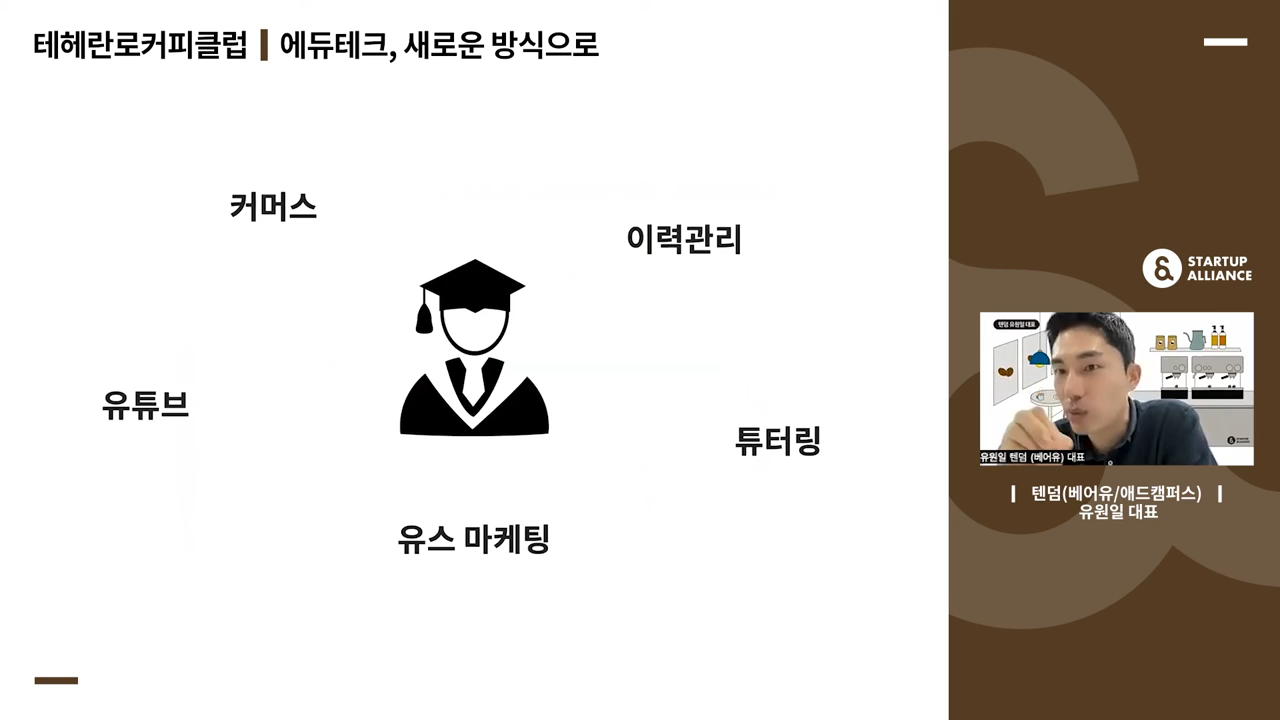 테헤란로커피클럽 | 에듀테크, 새로운 방식으로
커머스
이력관리
유튜브
튜터링
유스 마케팅
STARTUP
ALLIANCE
텐덤 유원일 대표
유원일 텐덤 (베어유) 대표
| 텐덤(베어유/애드캠퍼스) |
유원일 대표